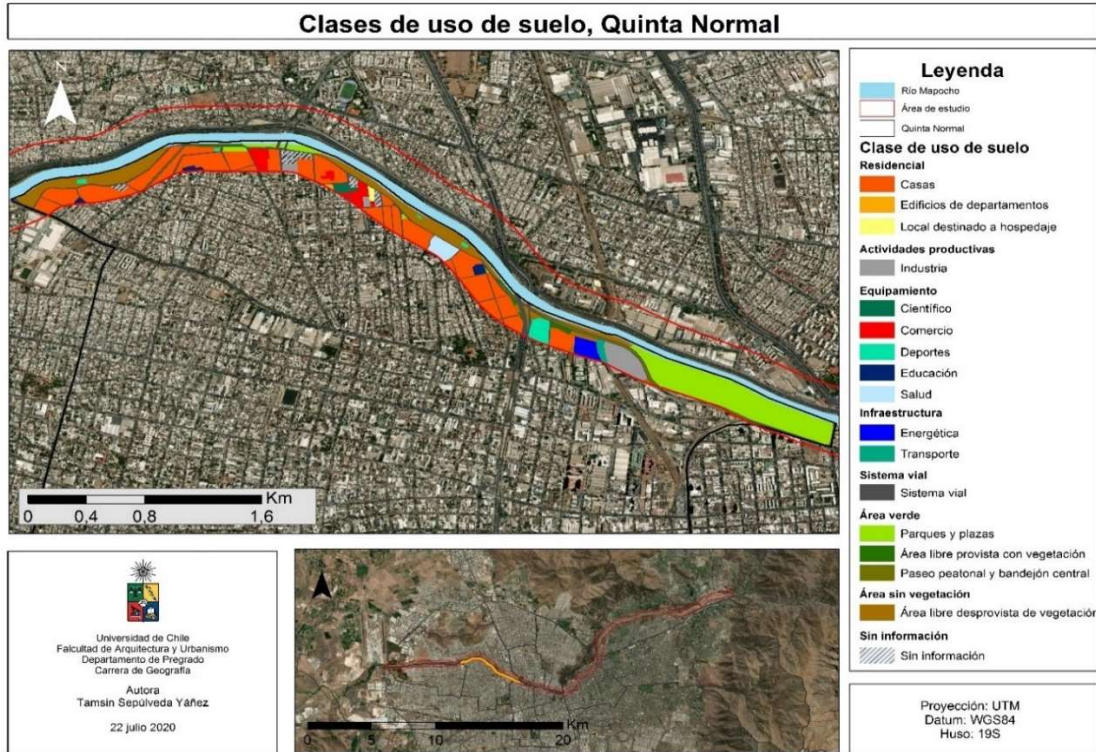 Clases de uso de suelo, Quinta Normal
N
Km
0 0,4 0,8 1,6
Leyenda
Río Mapocho
Área de estudio
Quinta Normal
Clase de uso de suelo
Residencial
Casas
Edificios de departamentos
Local destinado a hospedaje
Actividades productivas
Industria
Equipamiento
Científico
Comercio
Deportes
Educación
Salud
Infraestructura
Energética
Transporte
Sistema vial
Sistema vial
Área verde
Parques y plazas
Área libre provista con vegetación
Paseo peatonal y bandejón central
Área sin vegetación
Área libre desprovista de vegetación
Sin información
Sin información
Universidad de Chile
Falcultad de Arquitectura y Urbanismo
Departamento de Pregrado
Carrera de Geografía
Autora
Tamsin Sepúlveda Yáñez
22 julio 2020
Km
0 5 10 20
Proyección: UTM
Datum: WGS84
Huso: 19S